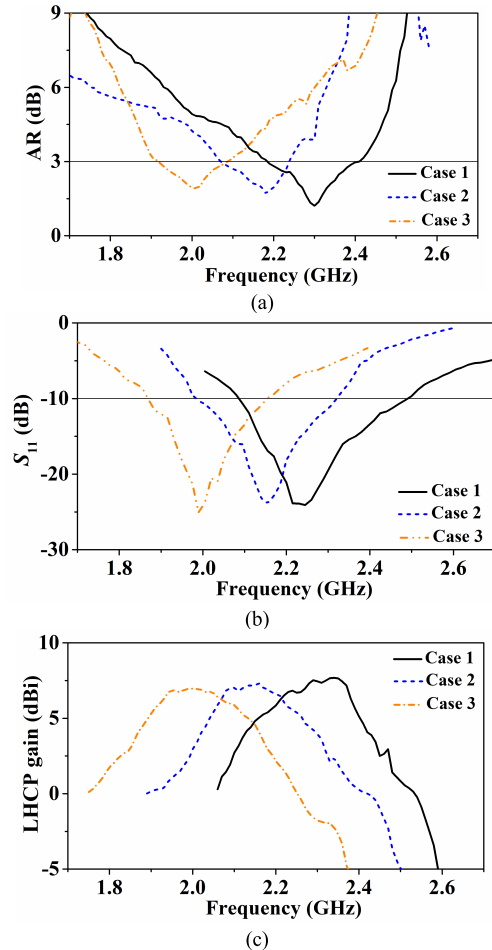 9
6
3
0
AR (dB)
Case 1
Case 2
Case 3
1.8 2.0 2.2 2.4 2.6
Frequency (GHz)
(a)
0
-10
-20
-30
S11 (dB)
Case 1
Case 2
Case 3
1.8 2.0 2.2 2.4 2.6
Frequency (GHz)
(b)
10
5
0
-5
LHCP gain (dBi)
Case 1
Case 2
Case 3
1.8 2.0 2.2 2.4 2.6
Frequency (GHz)
(c)